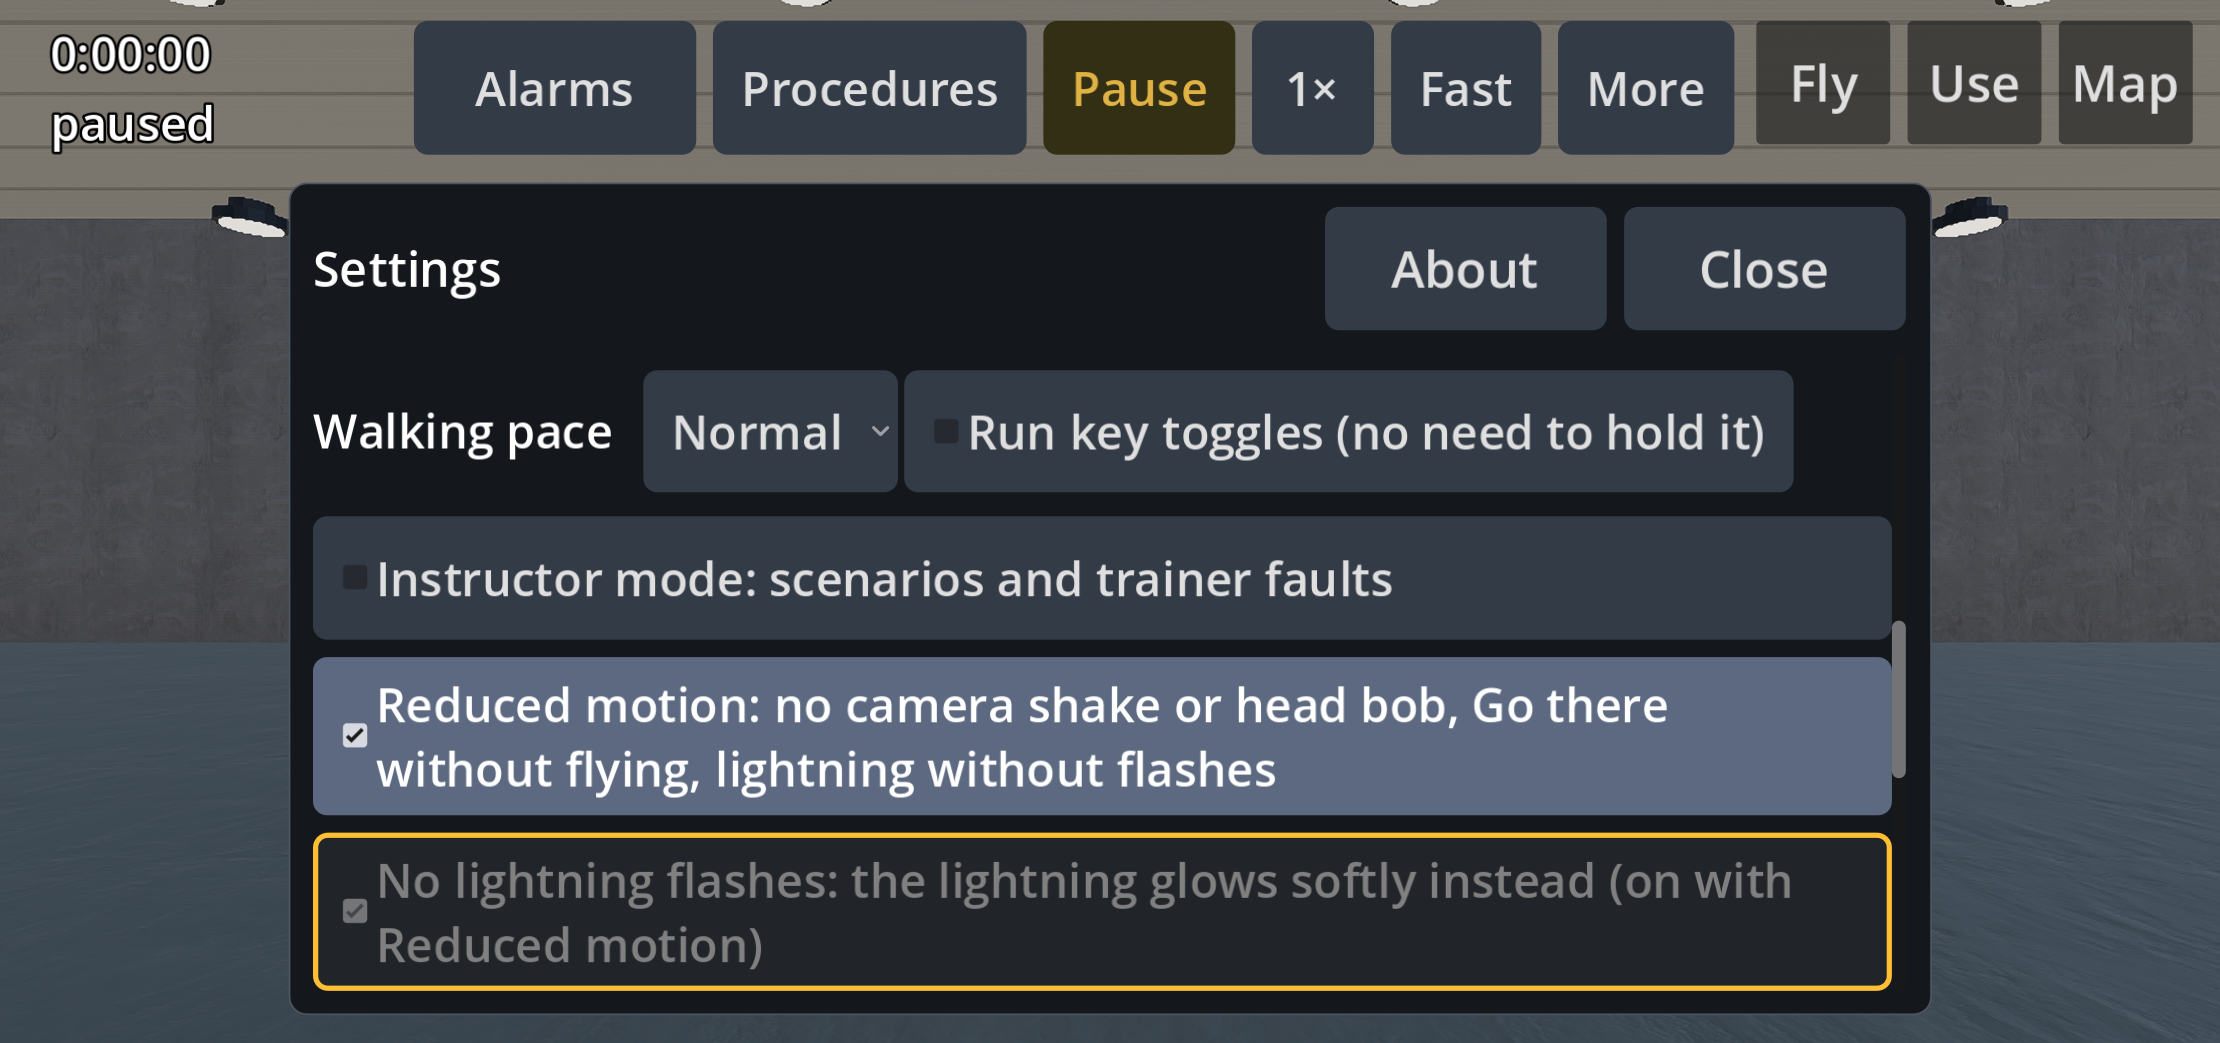 0:00:00
paused
Alarms
Procedures
Pause
1×
Fast
More
Fly
Use
Map
Settings
About
Close
Walking pace
Normal
Run key toggles (no need to hold it)
Instructor mode: scenarios and trainer faults
Reduced motion: no camera shake or head bob, Go there
without flying, lightning without flashes
No lightning flashes: the lightning glows softly instead (on with
Reduced motion)